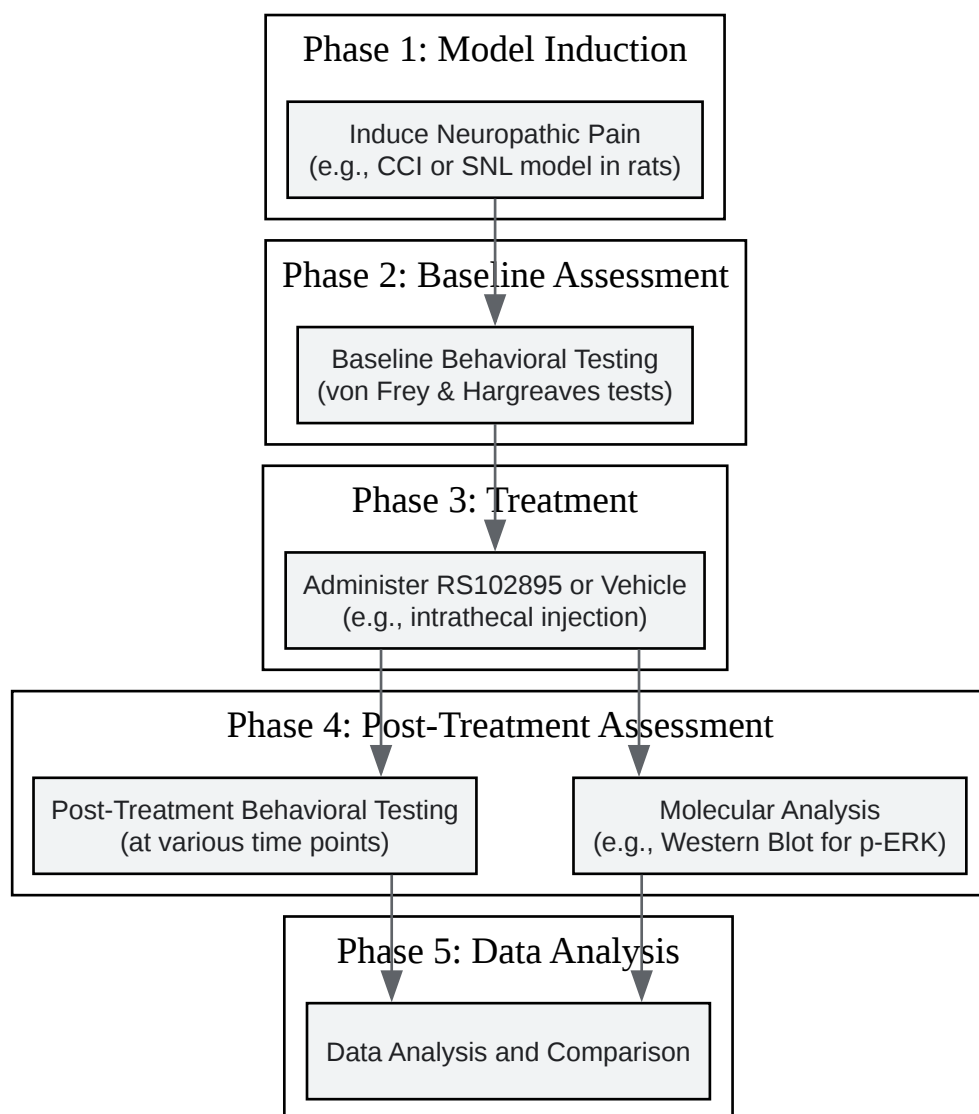 Phase 1: Model Induction
Induce Neuropathic Pain
(e.g., CCI or SNL model in rats)
Phase 2: Baseline Assessment
Baseline Behavioral Testing
(von Frey & Hargreaves tests)
Phase 3: Treatment
Administer RS102895 or Vehicle
(e.g., intrathecal injection)
Phase 4: Post-Treatment Assessment
Post-Treatment Behavioral Testing
(at various time points)
Molecular Analysis
(e.g., Western Blot for p-ERK)
Phase 5: Data Analysis
Data Analysis and Comparison